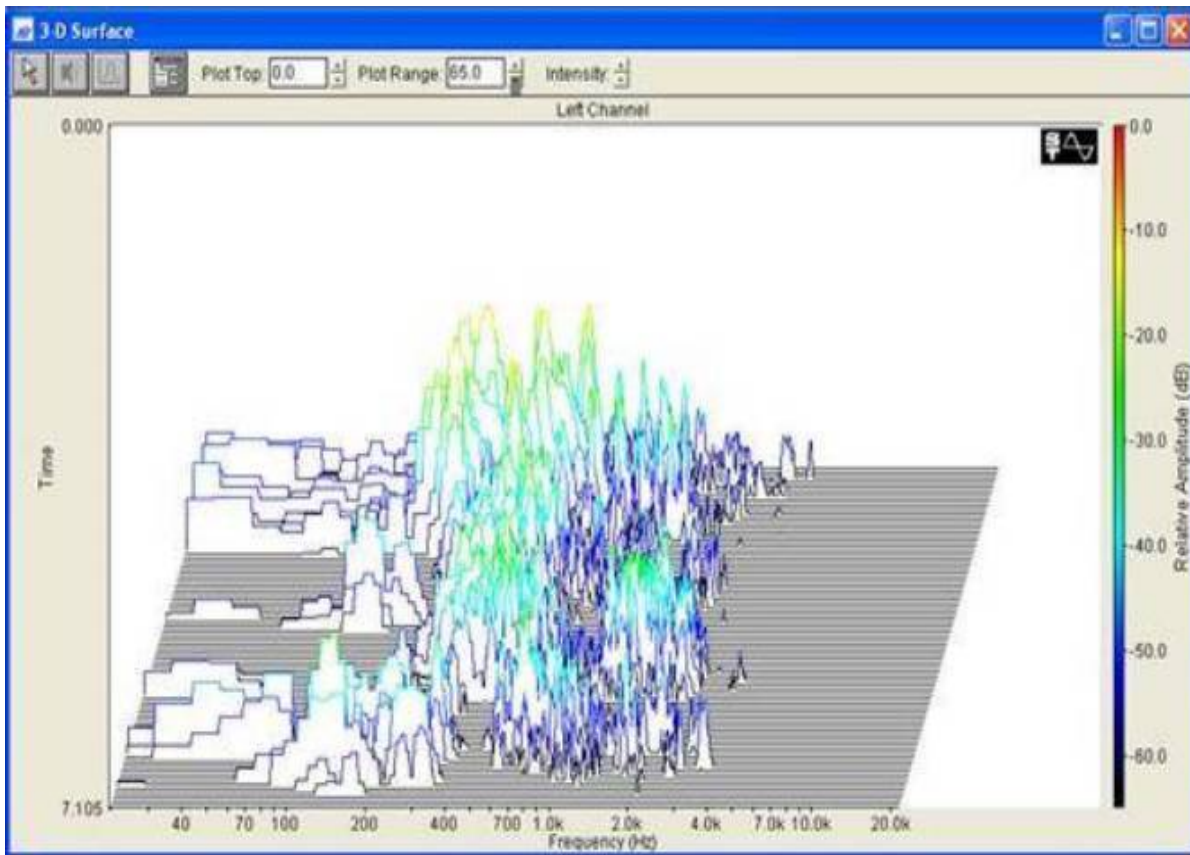 3-D Surface
Plot Top: 0.0 Plot Range: 65.0 Intensity:
Left Channel
0.000
Time
7.105
40 70 100 200 400 700 1.0k 2.0k 4.0k 7.0k 10.0k 20.0k
Frequency (Hz)
0.0
-10.0
-20.0
-30.0
-40.0
-50.0
-60.0
Relative Amplitude (dB)